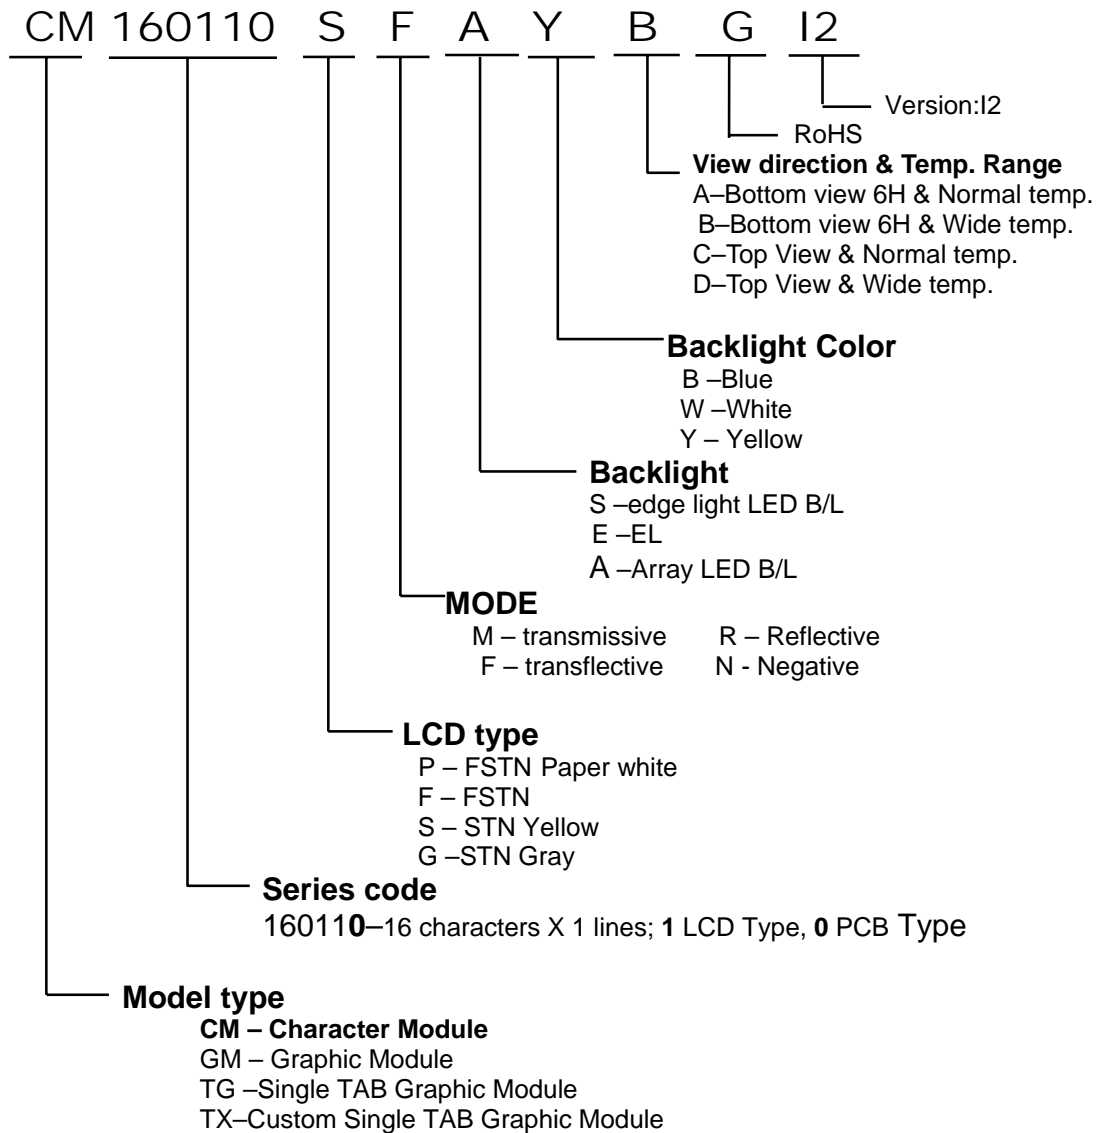 CM 160110 S F A Y B G I2
Version:I2
RoHS
View direction & Temp. Range
A–Bottom view 6H & Normal temp.
B–Bottom view 6H & Wide temp.
C–Top View & Normal temp.
D–Top View & Wide temp.
Backlight Color
B –Blue
W –White
Y – Yellow
Backlight
S –edge light LED B/L
E –EL
A –Array LED B/L
MODE
M – transmissive R – Reflective
F – transflective N - Negative
LCD type
P – FSTN Paper white
F – FSTN
S – STN Yellow
G –STN Gray
Series code
160110–16 characters X 1 lines; 1 LCD Type, 0 PCB Type
Model type
CM – Character Module
GM – Graphic Module
TG –Single TAB Graphic Module
TX–Custom Single TAB Graphic Module